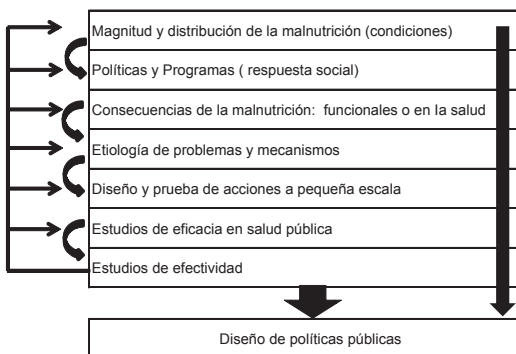 Magnitud y distribución de la malnutrición (condiciones)
Políticas y Programas ( respuesta social)
Consecuencias de la malnutrición:  funcionales o en la salud
Etiología de problemas y mecanismos
Diseño y prueba de acciones a pequeña escala
Estudios de eficacia en salud pública
Estudios de efectividad
Diseño de políticas públicas